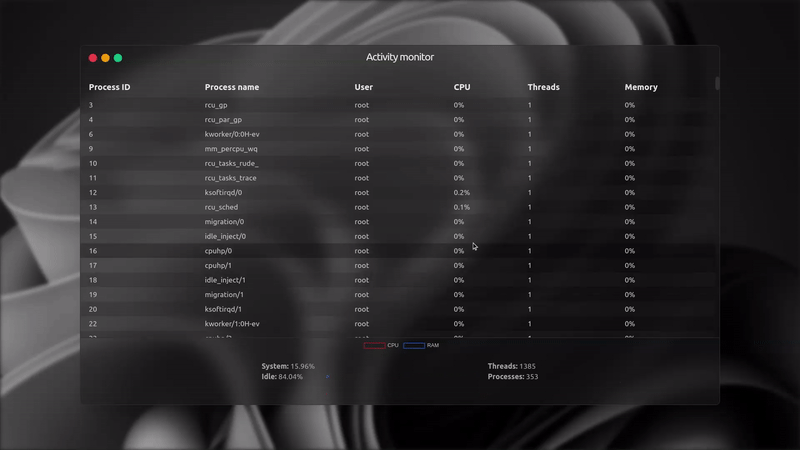 Activity monitor
Process ID Process name User CPU Threads Memory
3 rcu_gp root 0% 1 0%
4 rcu_par_gp root 0% 1 0%
6 kworker/0:0H-ev root 0% 1 0%
9 mm_percpu_wq root 0% 1 0%
10 rcu_tasks_rude_ root 0% 1 0%
11 rcu_tasks_trace root 0% 1 0%
12 ksoftirqd/0 root 0.2% 1 0%
13 rcu_sched root 0.1% 1 0%
14 migration/0 root 0% 1 0%
15 idle_inject/0 root 0% 1 0%
16 cpuhp/0 root 0% 1 0%
17 cpuhp/1 root 0% 1 0%
18 idle_inject/1 root 0% 1 0%
19 migration/1 root 0% 1 0%
20 ksoftirqd/1 root 0% 1 0%
22 kworker/1:0H-ev root 0% 1 0%
CPU RAM
System: 15.96% Threads: 1385
Idle: 84.04% Processes: 353